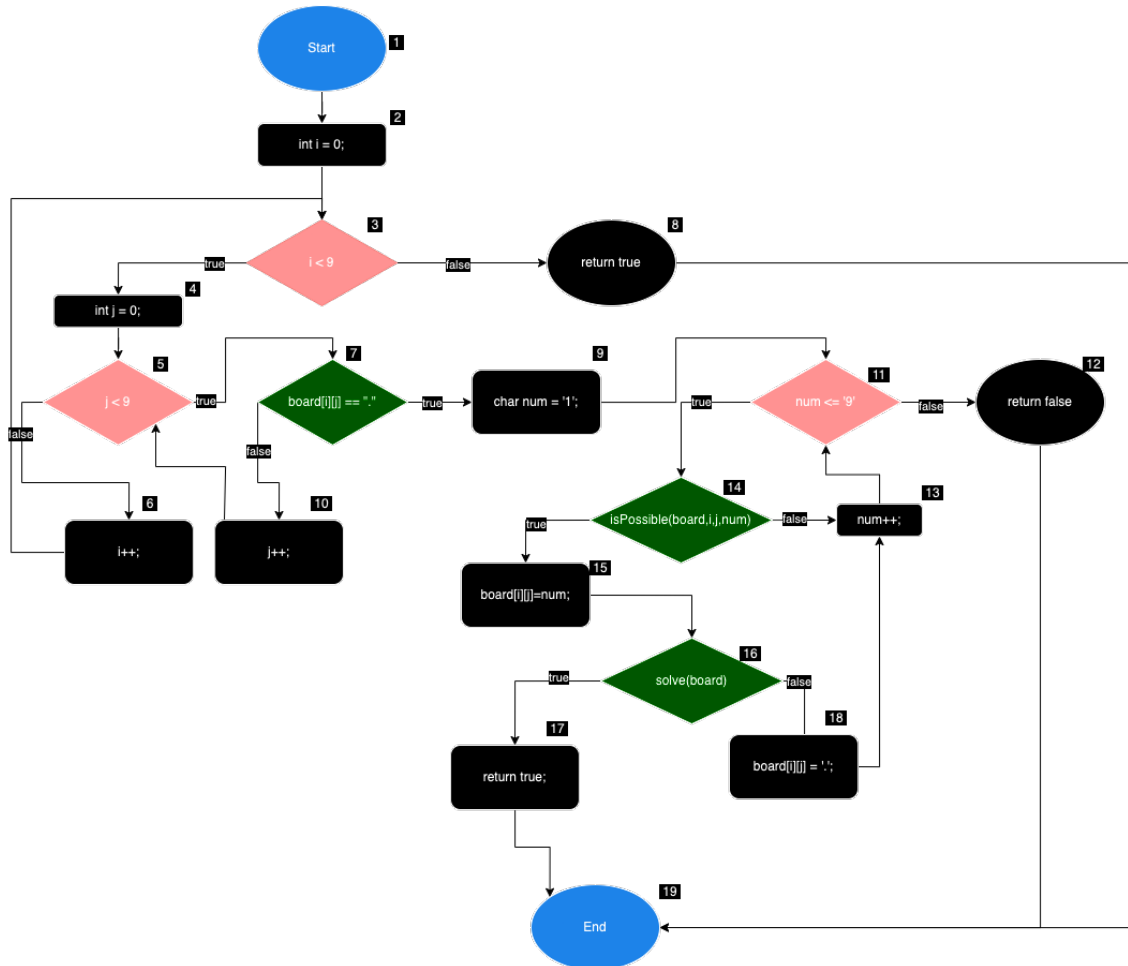 Start
1
2
int i = 0;
3
i < 9
true
false
8
return true
4
int j = 0;
5
j < 9
true
false
7
board[i][j] == "."
true
false
9
char num = '1';
11
num <= '9'
true
false
12
return false
6
i++;
10
j++;
14
isPossible(board,i,j,num)
true
false
13
num++;
15
board[i][j]=num;
16
solve(board)
true
false
17
return true;
18
board[i][j] = '.';
19
End